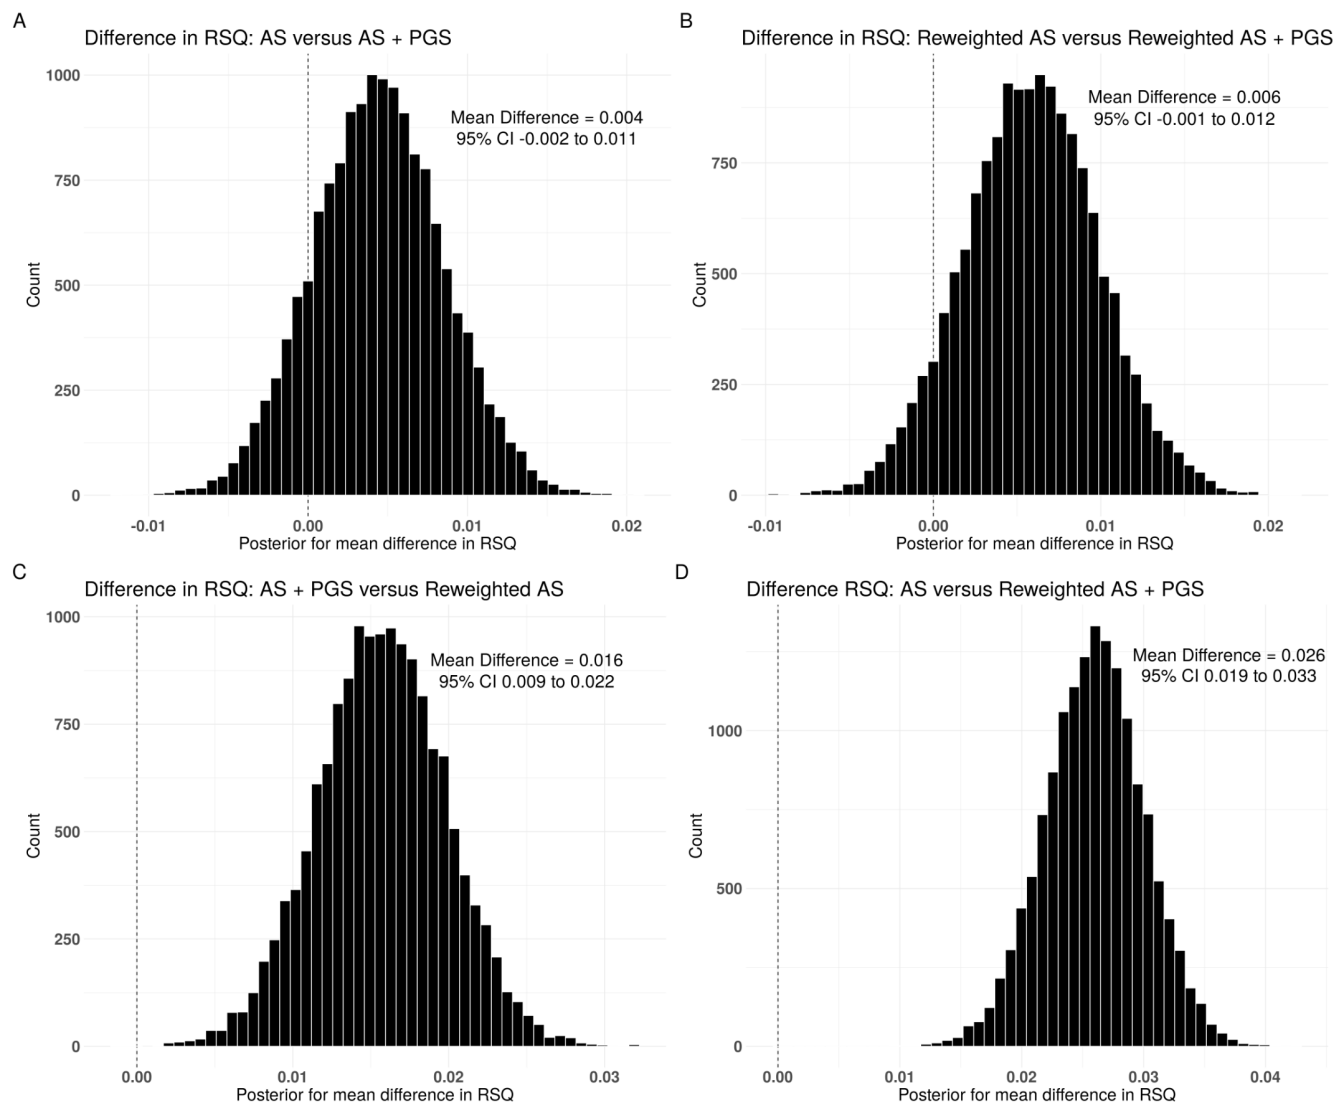 A
Difference in RSQ: AS versus AS + PGS
Mean Difference = 0.004
95% CI -0.002 to 0.011
1000
750
500
250
0
Count
-0.01 0.00 0.01 0.02
Posterior for mean difference in RSQ
B
Difference in RSQ: Reweighted AS versus Reweighted AS + PGS
Mean Difference = 0.006
95% CI -0.001 to 0.012
750
500
250
0
Count
-0.01 0.00 0.01 0.02
Posterior for mean difference in RSQ
C
Difference in RSQ: AS + PGS versus Reweighted AS
Mean Difference = 0.016
95% CI 0.009 to 0.022
1000
750
500
250
0
Count
0.00 0.01 0.02 0.03
Posterior for mean difference in RSQ
D
Difference RSQ: AS versus Reweighted AS + PGS
Mean Difference = 0.026
95% CI 0.019 to 0.033
1000
500
0
Count
0.00 0.01 0.02 0.03 0.04
Posterior for mean difference in RSQ